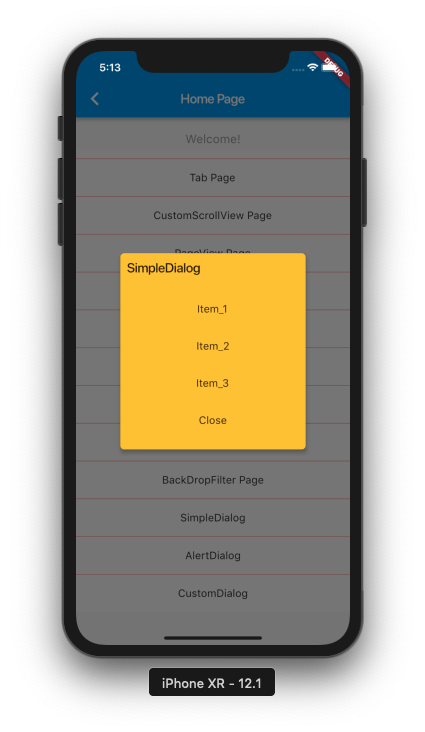 5:13
DEBUG
Home Page
Welcome!
Tab Page
CustomScrollView Page
PageView Page
SimpleDialog
Item_1
Item_2
Item_3
Close
BackDropFilter Page
SimpleDialog
AlertDialog
CustomDialog
iPhone XR - 12.1